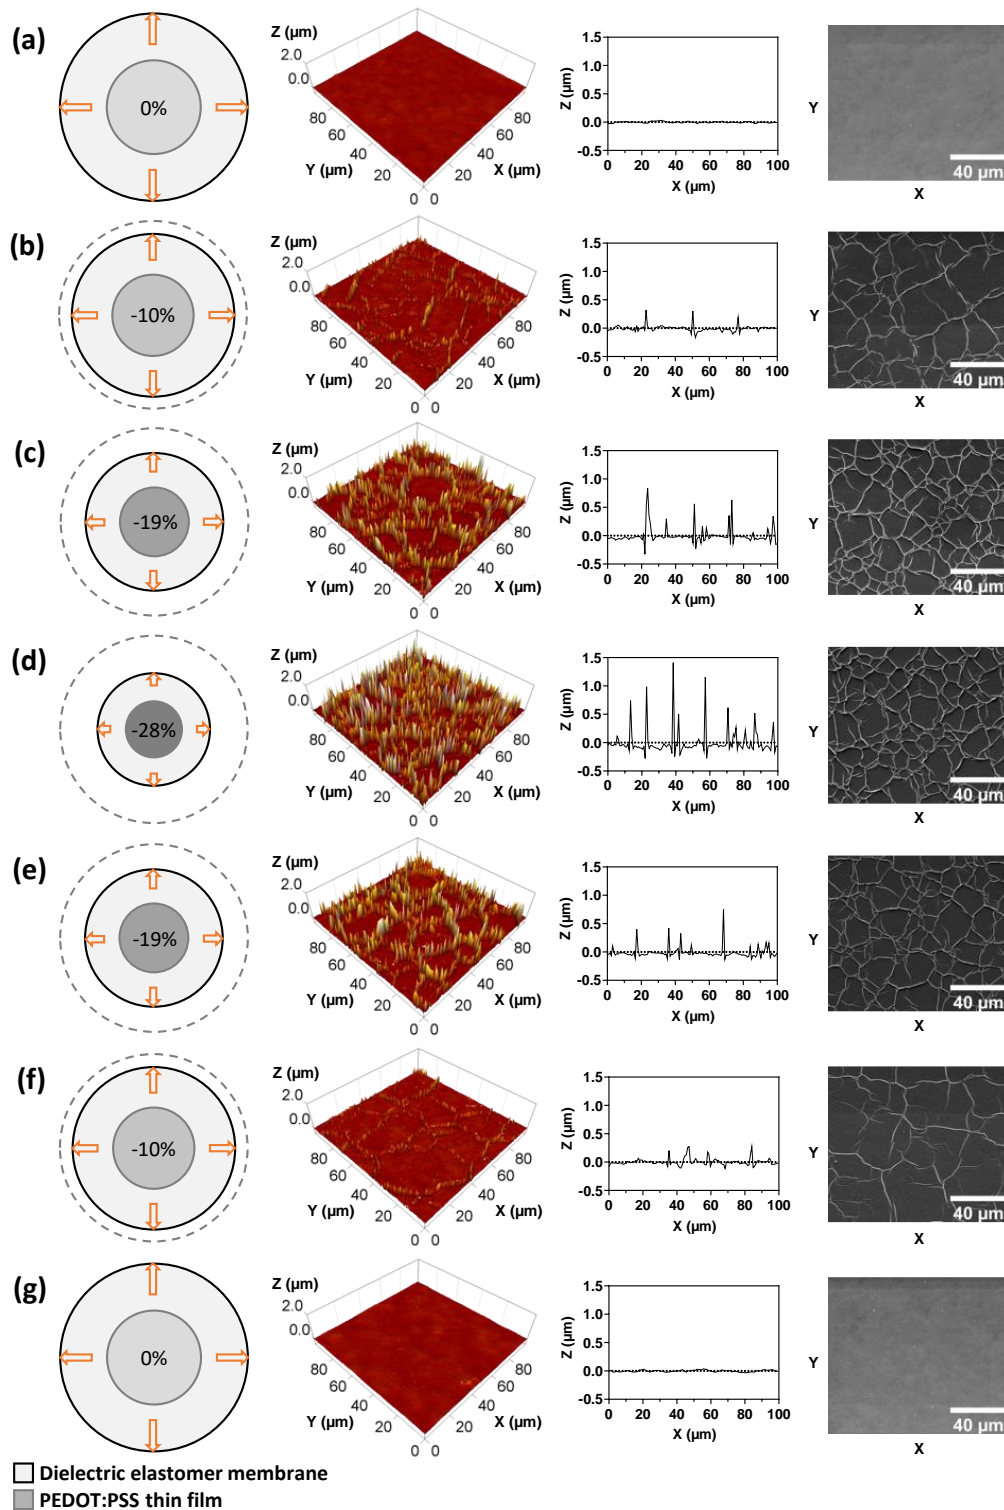 (a)
0%
Z (µm)
2.0
0.0
80
60
40
20
0
Y (µm)
0
20
40
60
80
X (µm)
Z (µm)
1.5
1.0
0.5
0.0
-0.5
0 20 40 60 80 100
X (µm)
Y
40 µm
X
(b)
-10%
Z (µm)
2.0
0.0
80
60
40
20
0
Y (µm)
0
20
40
60
80
X (µm)
Z (µm)
1.5
1.0
0.5
0.0
-0.5
0 20 40 60 80 100
X (µm)
Y
40 µm
X
(c)
-19%
Z (µm)
2.0
0.0
80
60
40
20
0
Y (µm)
0
20
40
60
80
X (µm)
Z (µm)
1.5
1.0
0.5
0.0
-0.5
0 20 40 60 80 100
X (µm)
Y
40 µm
X
(d)
-28%
Z (µm)
2.0
0.0
80
60
40
20
0
Y (µm)
0
20
40
60
80
X (µm)
Z (µm)
1.5
1.0
0.5
0.0
-0.5
0 20 40 60 80 100
X (µm)
Y
40 µm
X
(e)
-19%
Z (µm)
2.0
0.0
80
60
40
20
0
Y (µm)
0
20
40
60
80
X (µm)
Z (µm)
1.5
1.0
0.5
0.0
-0.5
0 20 40 60 80 100
X (µm)
Y
40 µm
X
(f)
-10%
Z (µm)
2.0
0.0
80
60
40
20
0
Y (µm)
0
20
40
60
80
X (µm)
Z (µm)
1.5
1.0
0.5
0.0
-0.5
0 20 40 60 80 100
X (µm)
Y
40 µm
X
(g)
0%
Z (µm)
2.0
0.0
80
60
40
20
0
Y (µm)
0
20
40
60
80
X (µm)
Z (µm)
1.5
1.0
0.5
0.0
-0.5
0 20 40 60 80 100
X (µm)
Y
40 µm
X
Dielectric elastomer membrane
PEDOT:PSS thin film